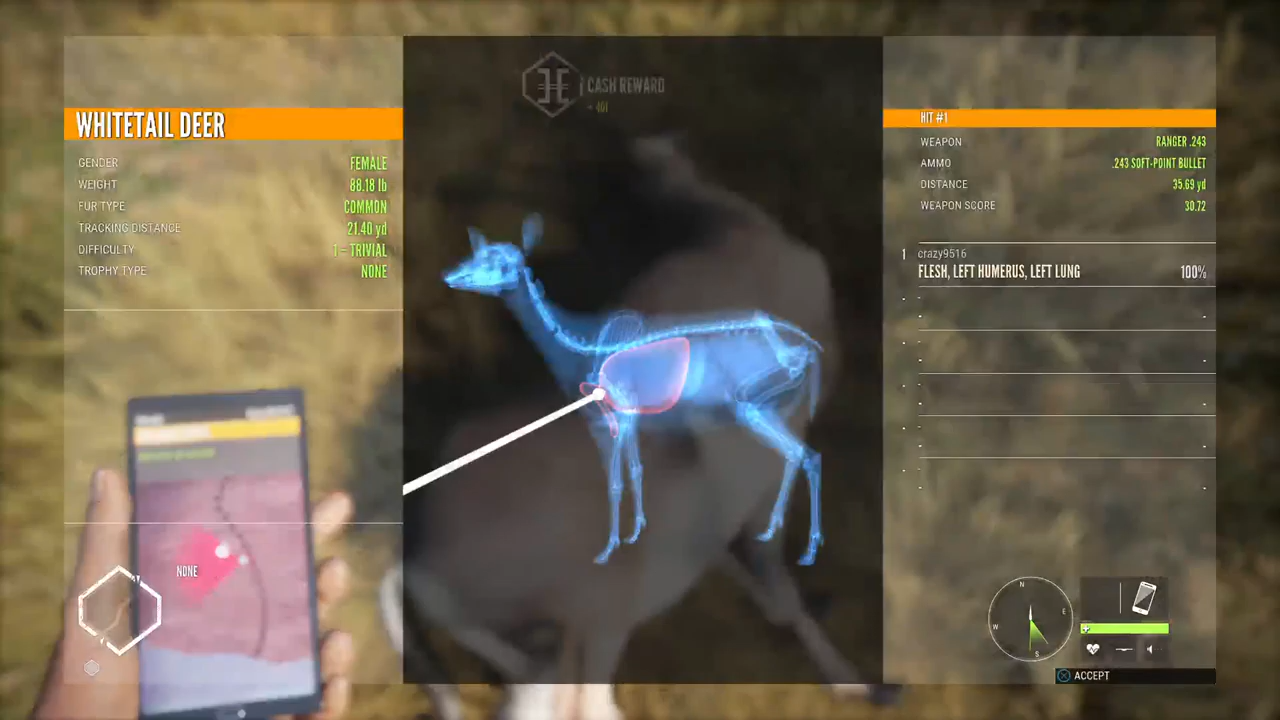 CASH REWARD
WHITETAIL DEER
GENDER FEMALE
WEIGHT 88.18 lb
FUR TYPE COMMON
TRACKING DISTANCE 21.40 yd
DIFFICULTY 1 - TRIVIAL
TROPHY TYPE NONE
NONE
HIT #1
WEAPON RANGER .243
AMMO .243 SOFT-POINT BULLET
DISTANCE 35.69 yd
WEAPON SCORE 30.72
1 crazy9516
FLESH, LEFT HUMERUS, LEFT LUNG 100%
N
W E
S
ACCEPT